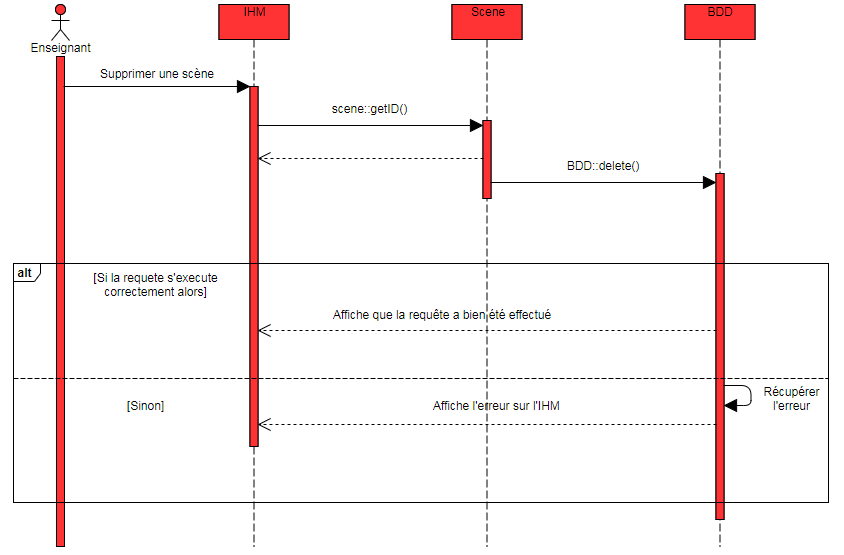 IHM
Scene
BDD
Enseignant
Supprimer une scène
scene::getID()
BDD::delete()
alt
[Si la requete s'execute
correctement alors]
Affiche que la requête a bien été effectué
[Sinon]
Affiche l'erreur sur l'IHM
Récupérer
l'erreur